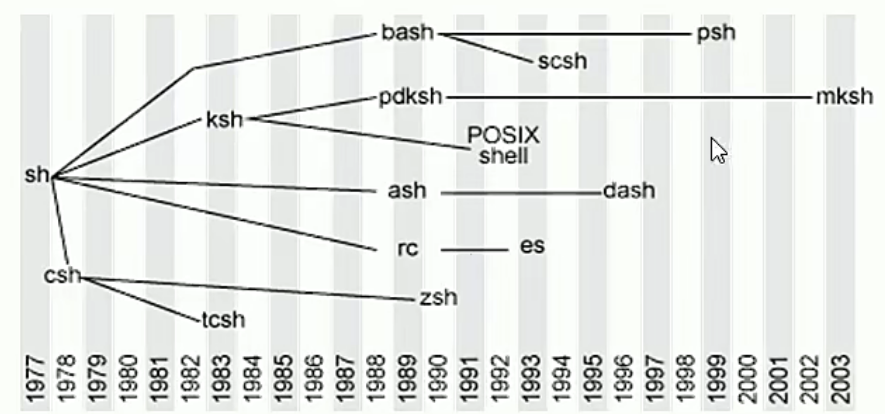 bash
psh
scsh
pdksh
mksh
ksh
POSIX
shell
sh
ash
dash
rc
es
csh
zsh
tcsh
1977
1978
1979
1980
1981
1982
1983
1984
1985
1986
1987
1988
1989
1990
1991
1992
1993
1994
1995
1996
1997
1998
1999
2000
2001
2002
2003